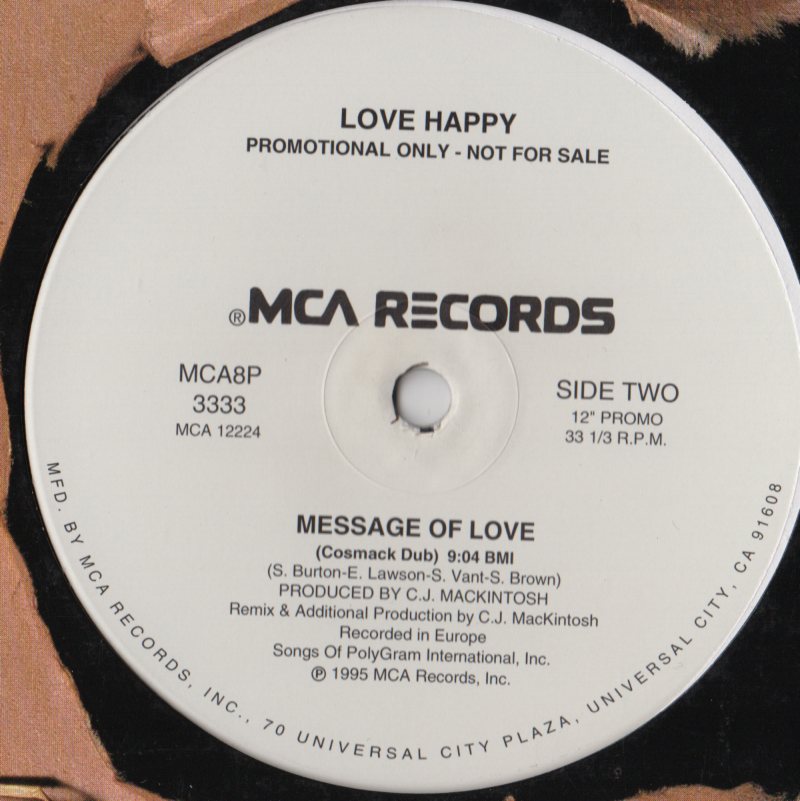 LOVE HAPPY
PROMOTIONAL ONLY - NOT FOR SALE
®MCA RECORDS
MCA8P
3333
MCA 12224
SIDE TWO
12" PROMO
33 1/3 R.P.M.
MESSAGE OF LOVE
(Cosmack Dub) 9:04 BMI
(S. Burton-E. Lawson-S. Vant-S. Brown)
PRODUCED BY C.J. MACKINTOSH
Remix & Additional Production by C.J. MacKintosh
Recorded in Europe
Songs Of PolyGram International, Inc.
℗ 1995 MCA Records, Inc.
MFD. BY MCA RECORDS, INC., 70 UNIVERSAL CITY PLAZA, UNIVERSAL CITY, CA 91608